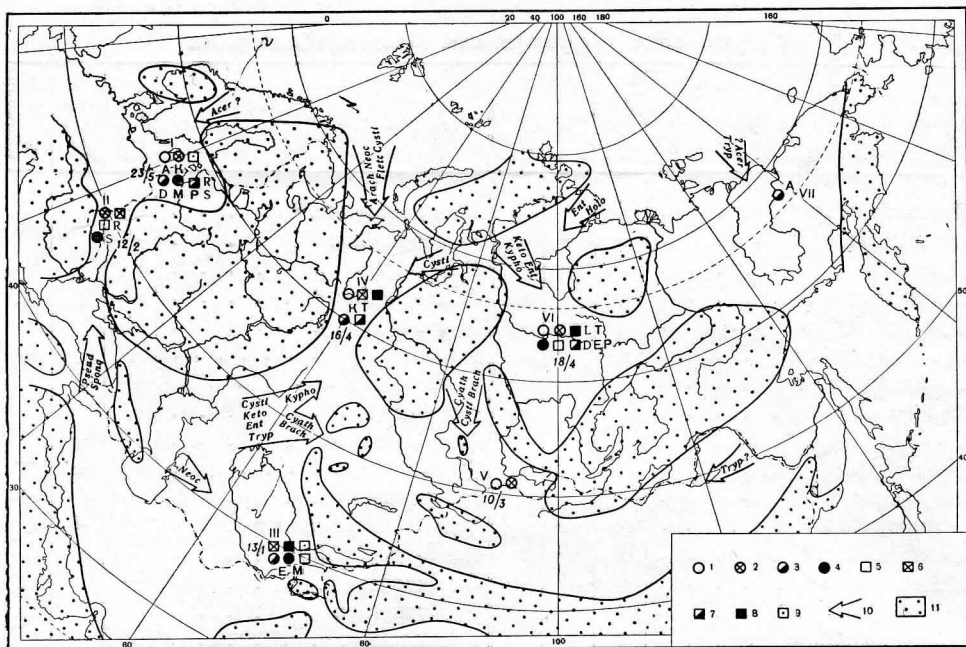 0 20 40 100 160 180 160
Acer ?
Arach Neoc
Flett Cysti
?Acer
Tryp
I
23/5 A K R
D M P S
II
R
S 12/2
A VII
Ent
Holo
Cysti
Keto Ent
Kypho
IV
K T
16/4
VI
L T
D E P
18/4
40
50
Psend
Spong
Cysti Kypho
Keto Cyath
Ent Brach
Tryp
Cyath
Cysti Brach
Neoc
Tryp?
V
10/3
30
III
13/1
E M
1 2 3 4 5 6
7 8 9 10 11
60 80 100